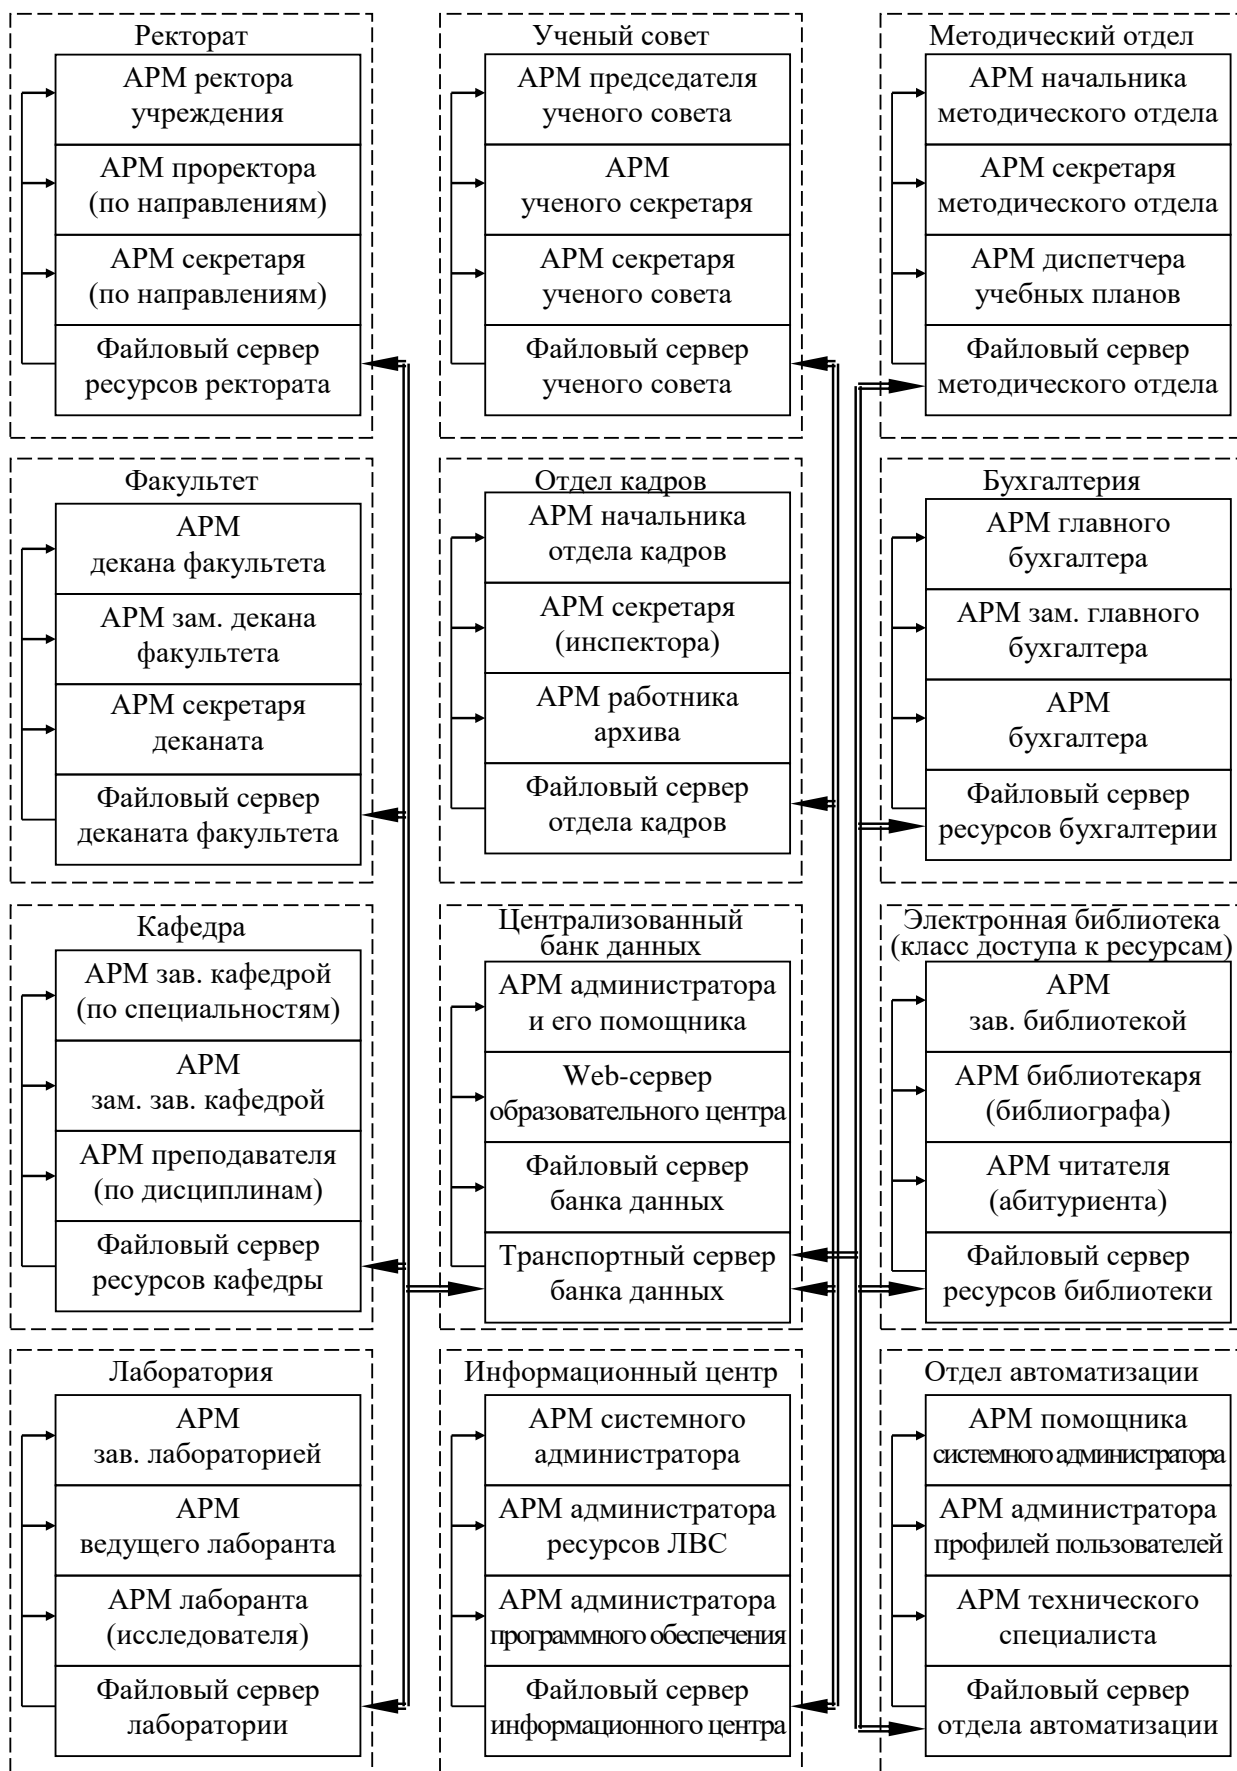 Ректорат
АРМ ректора
учреждения
АРМ проректора
(по направлениям)
АРМ секретаря
(по направлениям)
Файловый сервер
ресурсов ректората
Ученый совет
АРМ председателя
ученого совета
АРМ
ученого секретаря
АРМ секретаря
ученого совета
Файловый сервер
ученого совета
Методический отдел
АРМ начальника
методического отдела
АРМ секретаря
методического отдела
АРМ диспетчера
учебных планов
Файловый сервер
методического отдела
Факультет
АРМ
декана факультета
АРМ зам. декана
факультета
АРМ секретаря
деканата
Файловый сервер
деканата факультета
Отдел кадров
АРМ начальника
отдела кадров
АРМ секретаря
(инспектора)
АРМ работника
архива
Файловый сервер
отдела кадров
Бухгалтерия
АРМ главного
бухгалтера
АРМ зам. главного
бухгалтера
АРМ
бухгалтера
Файловый сервер
ресурсов бухгалтерии
Кафедра
АРМ зав. кафедрой
(по специальностям)
АРМ
зам. зав. кафедрой
АРМ преподавателя
(по дисциплинам)
Файловый сервер
ресурсов кафедры
Централизованный
банк данных
АРМ администратора
и его помощника
Web-сервер
образовательного центра
Файловый сервер
банка данных
Транспортный сервер
банка данных
Электронная библиотека
(класс доступа к ресурсам)
АРМ
зав. библиотекой
АРМ библиотекаря
(библиографа)
АРМ читателя
(абитуриента)
Файловый сервер
ресурсов библиотеки
Лаборатория
АРМ
зав. лабораторией
АРМ
ведущего лаборанта
АРМ лаборанта
(исследователя)
Файловый сервер
лаборатории
Информационный центр
АРМ системного
администратора
АРМ администратора
ресурсов ЛВС
АРМ администратора
программного обеспечения
Файловый сервер
информационного центра
Отдел автоматизации
АРМ помощника
системного администратора
АРМ администратора
профилей пользователей
АРМ технического
специалиста
Файловый сервер
отдела автоматизации